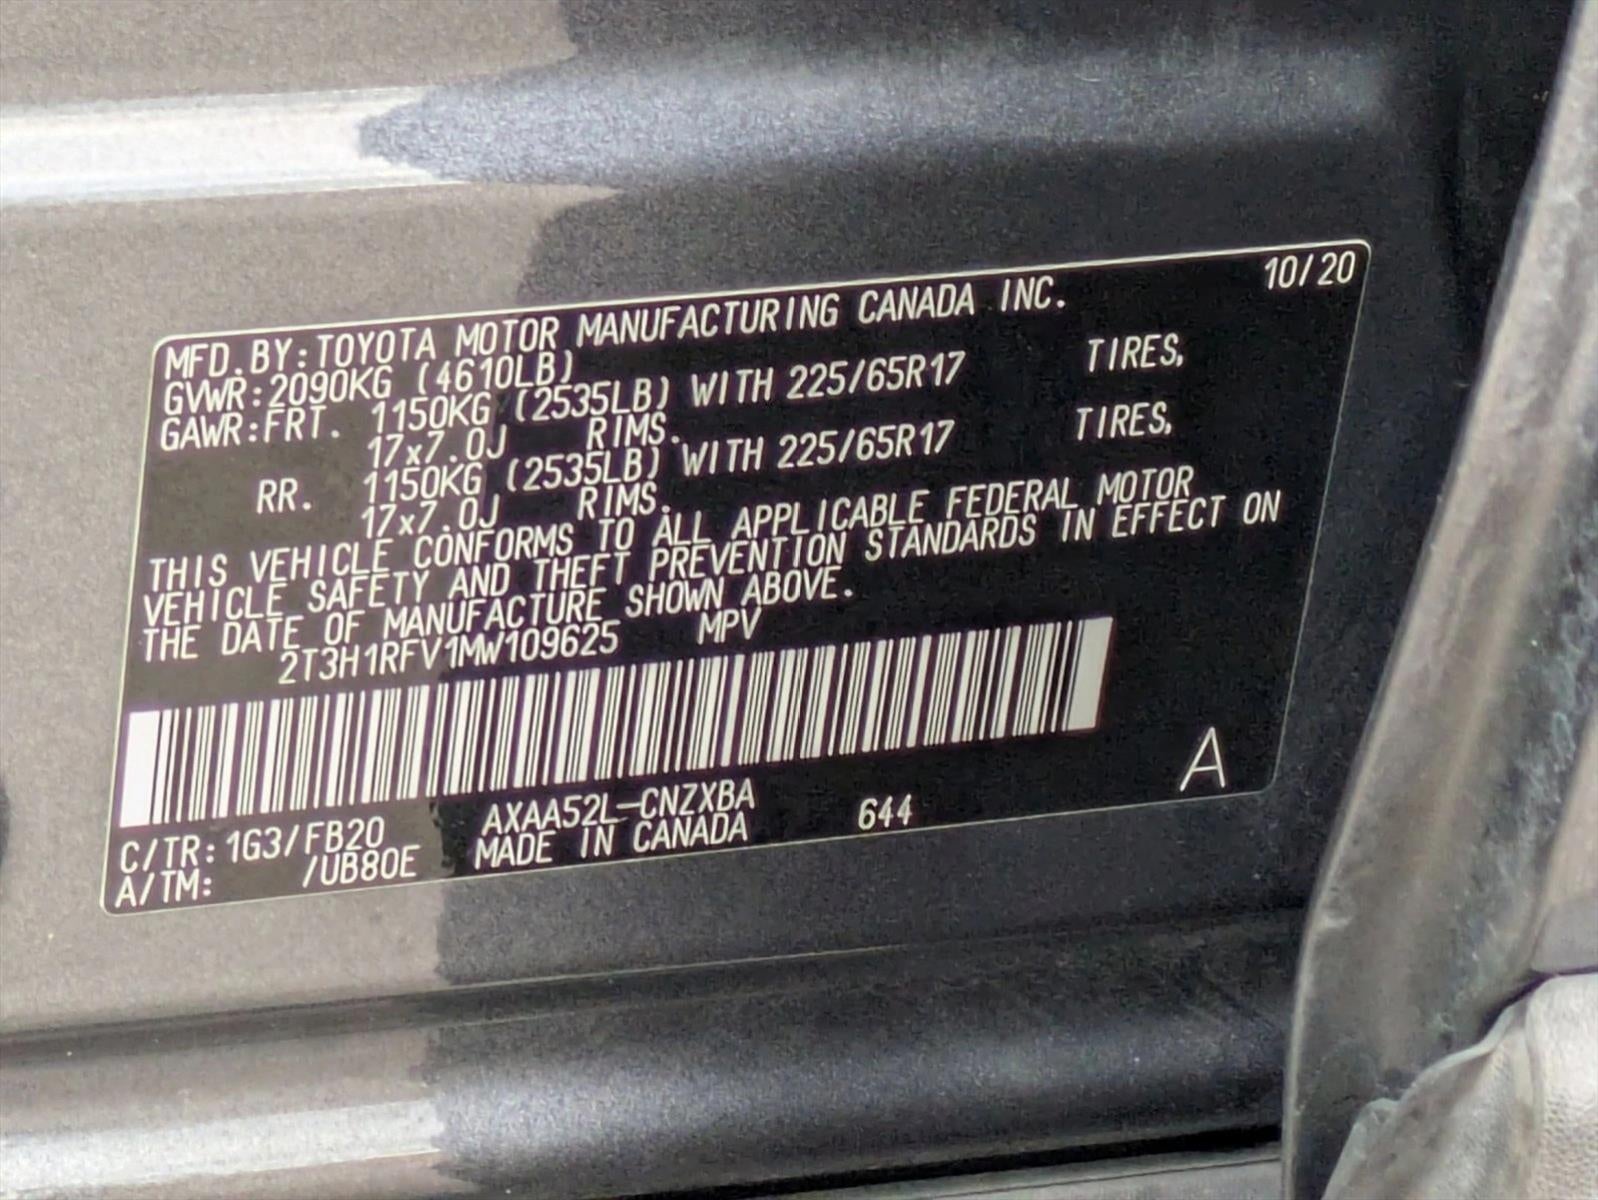 10/20
MFD.BY:TOYOTA MOTOR MANUFACTURING CANADA INC.
GVWR:2090KG (4610LB)
GAWR:FRT. 1150KG (2535LB) WITH 225/65R17 TIRES,
17x7.0J RIMS.
RR. 1150KG (2535LB) WITH 225/65R17 TIRES,
17x7.0J RIMS.
THIS VEHICLE CONFORMS TO ALL APPLICABLE FEDERAL MOTOR
VEHICLE SAFETY AND THEFT PREVENTION STANDARDS IN EFFECT ON
THE DATE OF MANUFACTURE SHOWN ABOVE.
2T3H1RFV1MW109625 MPV
AXAA52L-CNZXBA 644 A
C/TR:1G3/FB20 MADE IN CANADA
A/TM: /UB80E